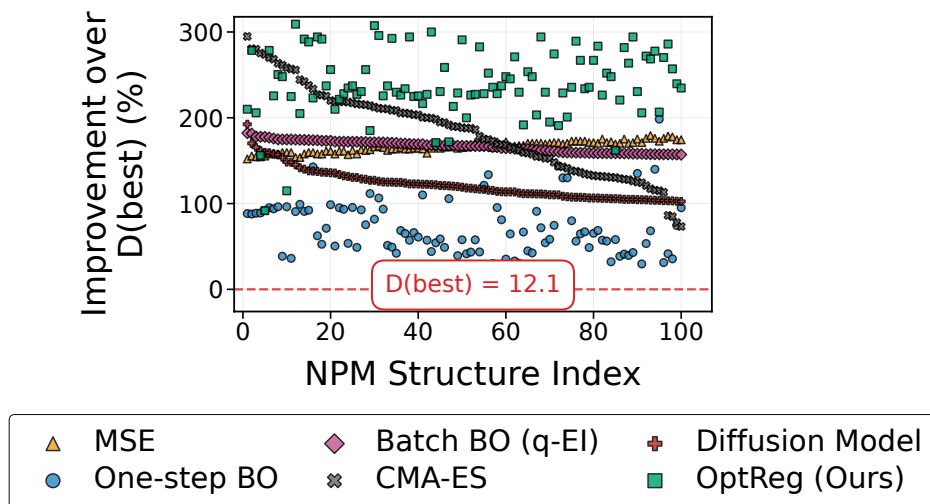 Improvement over
D(best) (%)
300
200
100
0
D(best) = 12.1
0 20 40 60 80 100
NPM Structure Index
MSE Batch BO (q-EI) Diffusion Model
One-step BO CMA-ES OptReg (Ours)